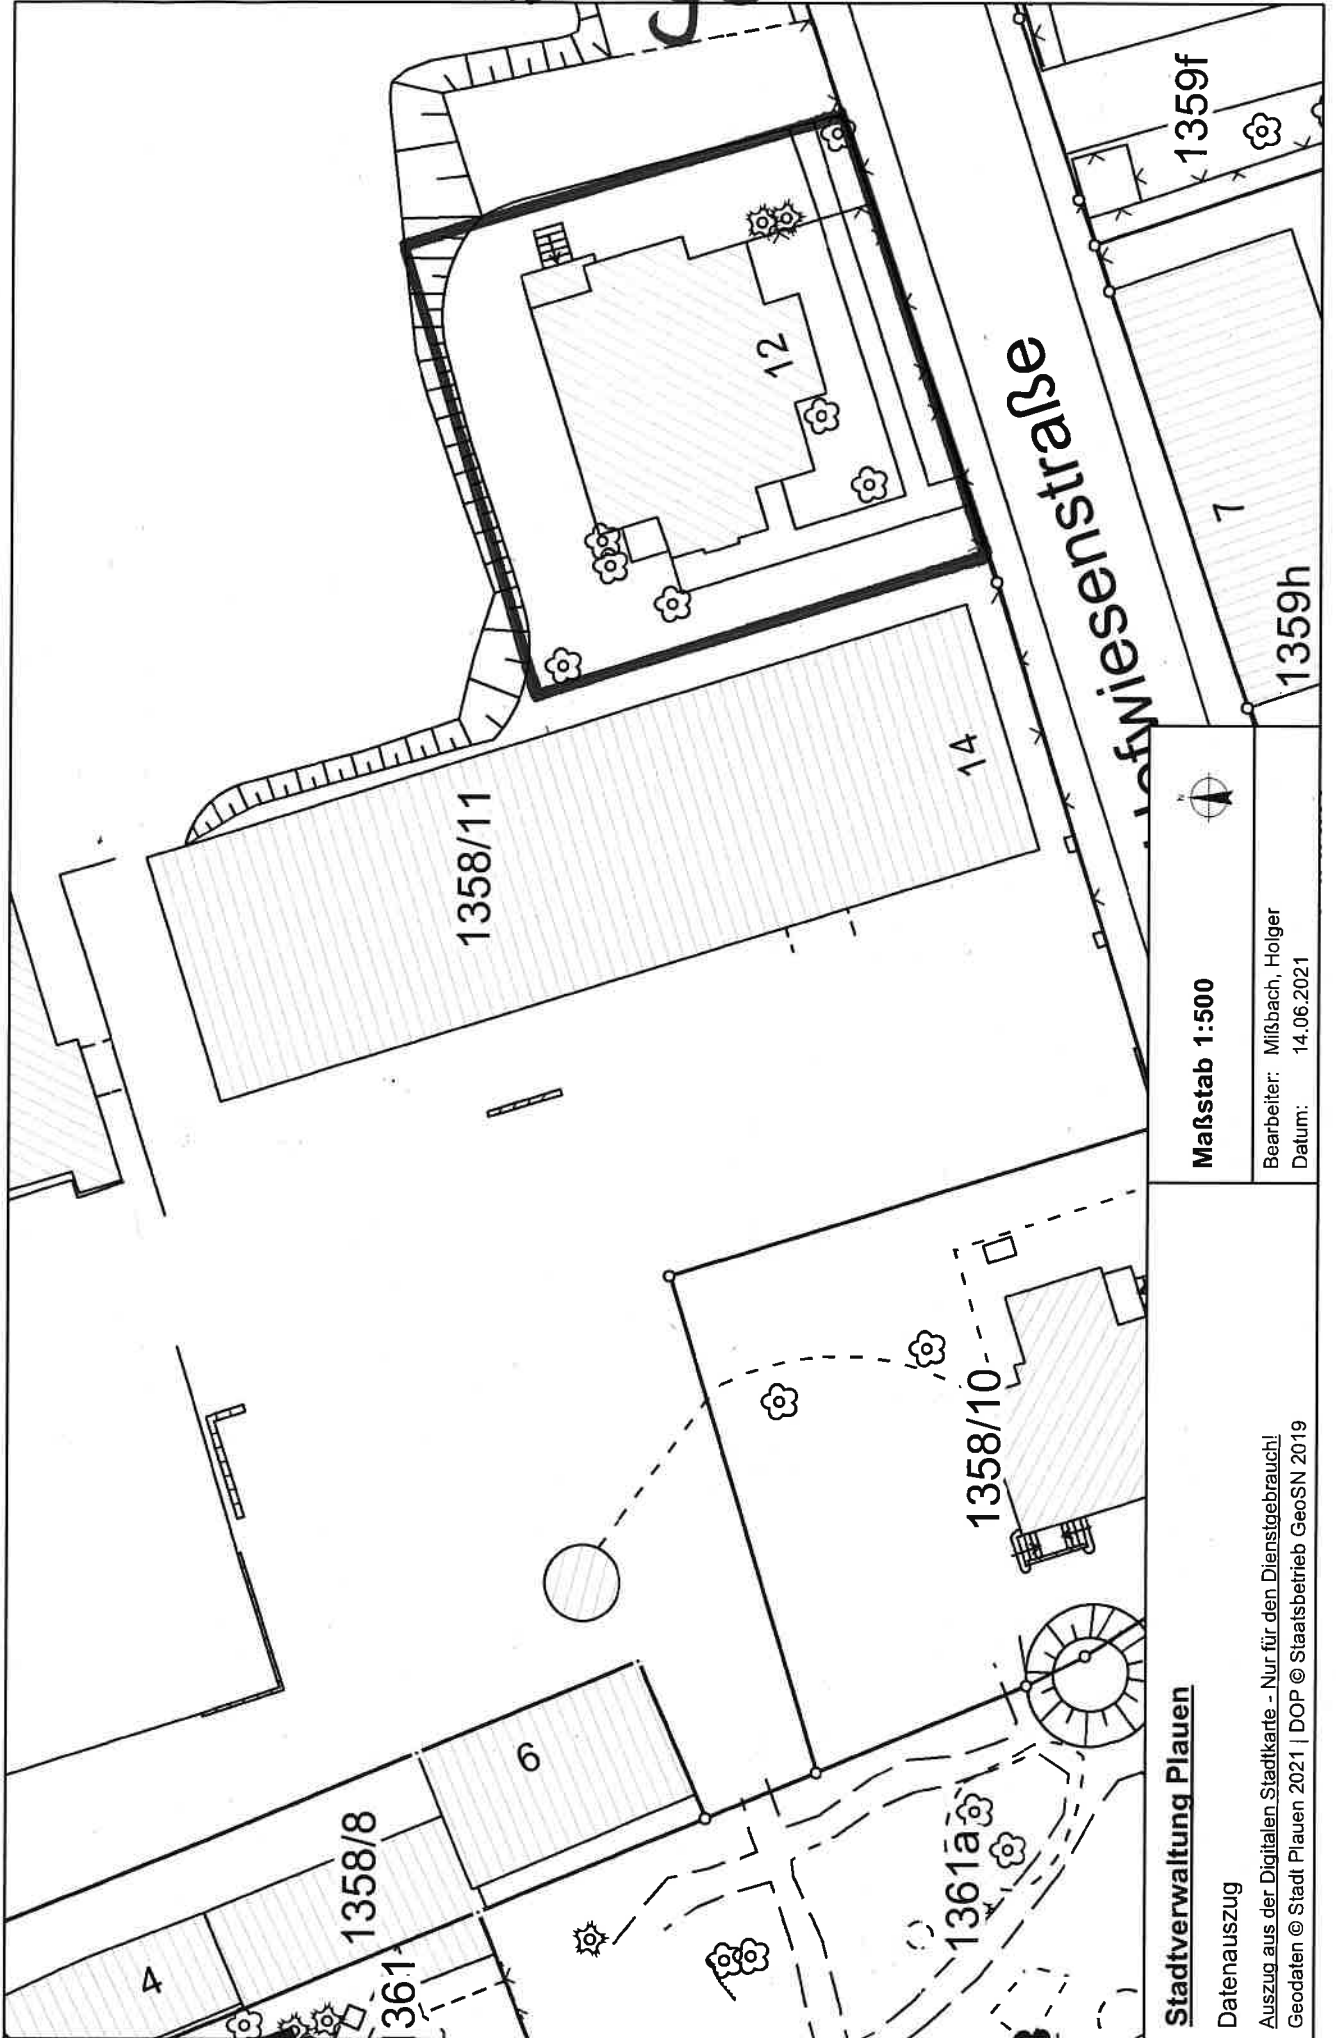 1358/11
14
12
1359f
7
1359h
1358/10
6
1358/8
4
1361a
Stadtverwaltung Plauen
Datenauszug
Auszug aus der Digitalen Stadtkarte - Nur für den Dienstgebrauch!
Geodaten © Stadt Plauen 2021 | DOP © Staatsbetrieb GeoSN 2019
Maßstab 1:500
N
Bearbeiter: Mißbach, Holger
Datum: 14.06.2021